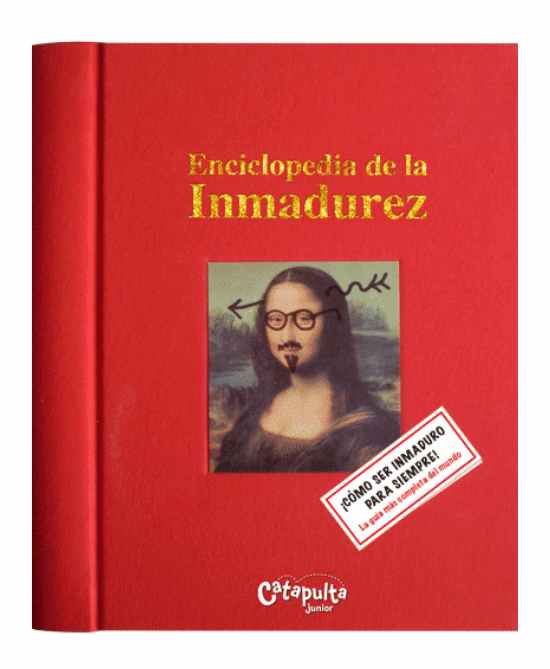 Enciclopedia de la
Inmadurez
¡CÓMO SER INMADURO
PARA SIEMPRE!
La guía más completa del mundo
Catapulta
junior